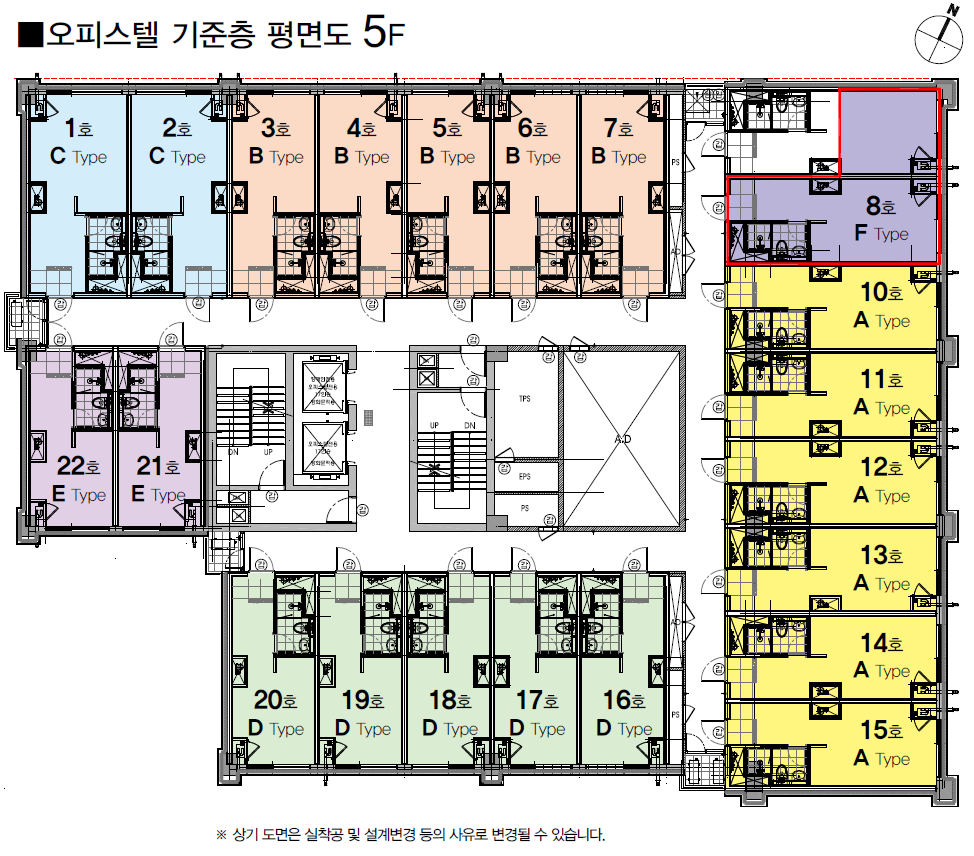 ■오피스텔 기준층 평면도 5F
N
1호
C Type
2호
C Type
3호
B Type
4호
B Type
5호
B Type
6호
B Type
7호
B Type
PS
AD
8호
F Type
10호
A Type
11호
A Type
12호
A Type
13호
A Type
14호
A Type
15호
A Type
22호
E Type
21호
E Type
DN
UP
UP
DN
TPS
EPS
PS
A.D
20호
D Type
19호
D Type
18호
D Type
17호
D Type
16호
D Type
AD
PS
※ 상기 도면은 실착공 및 설계변경 등의 사유로 변경될 수 있습니다.